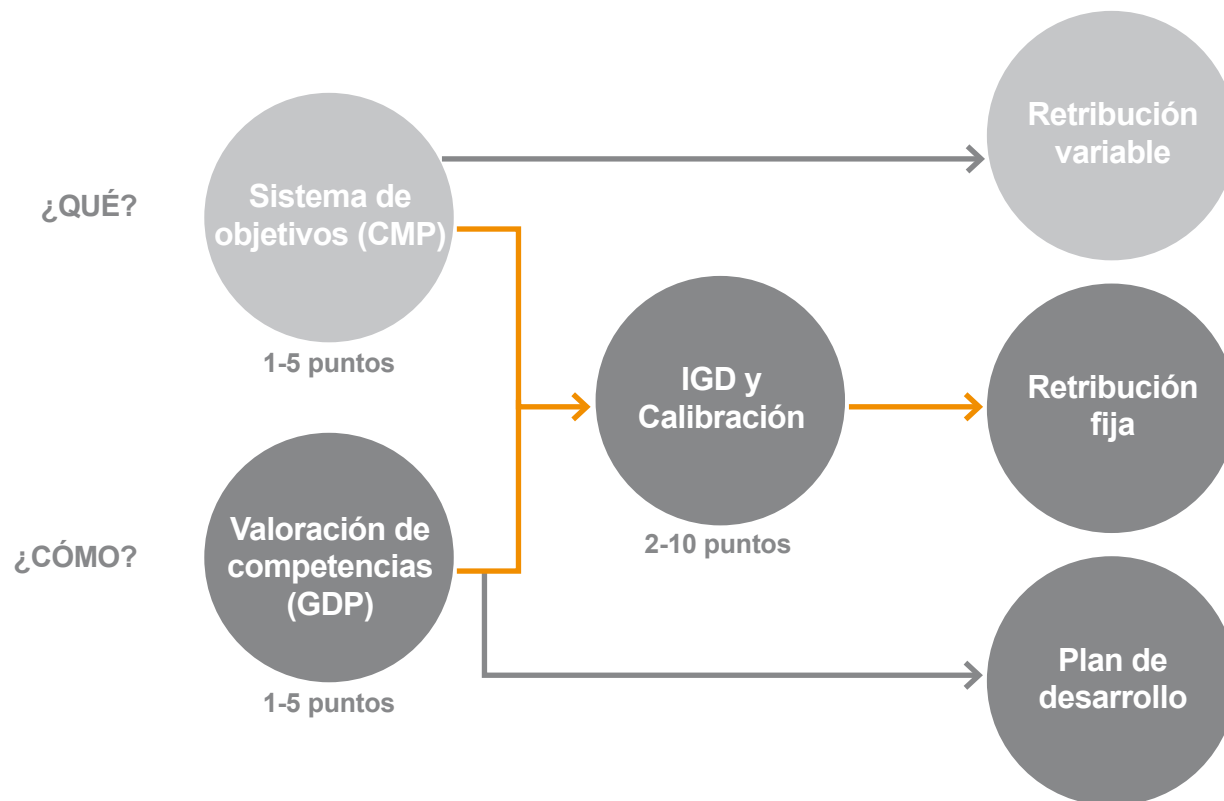 ¿QUÉ?
Sistema de
objetivos (CMP)
1-5 puntos
¿CÓMO?
Valoración de
competencias
(GDP)
1-5 puntos
IGD y
Calibración
2-10 puntos
Retribución
variable
Retribución
fija
Plan de
desarrollo